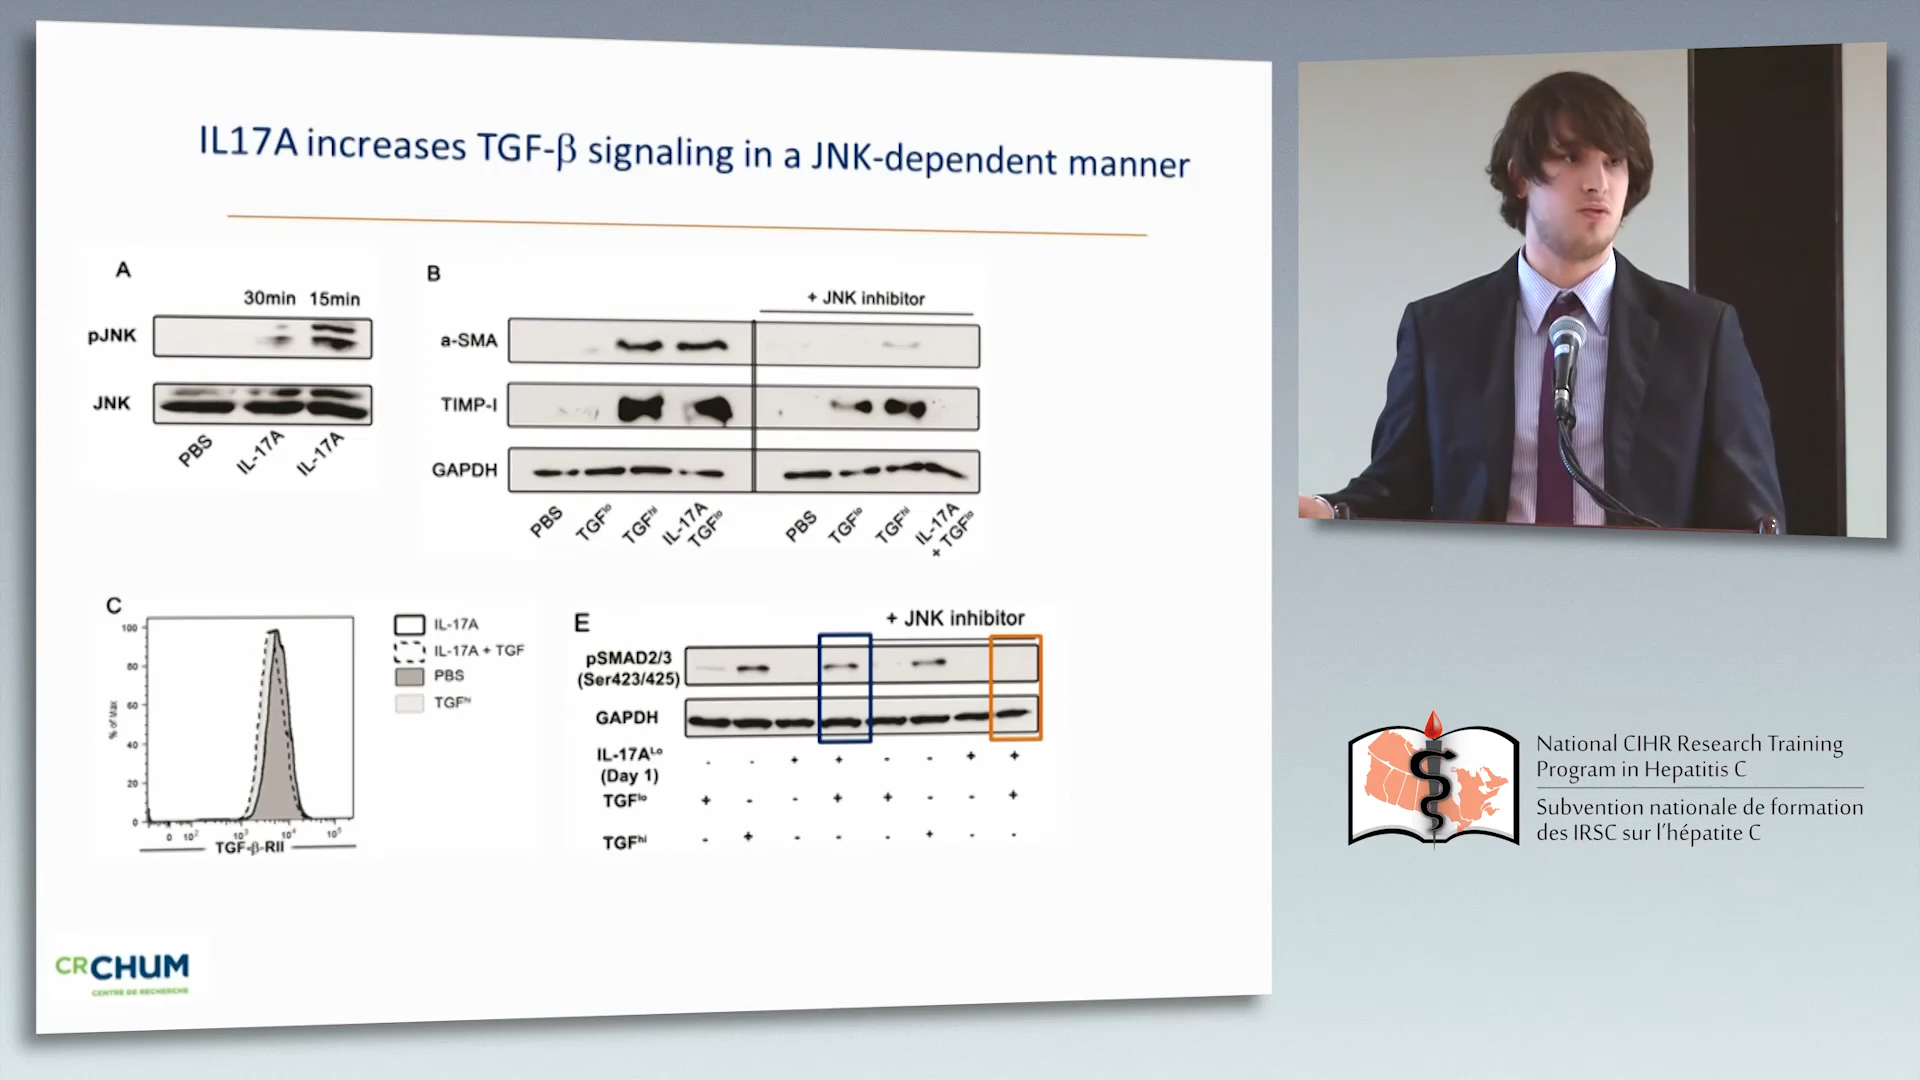 IL17A increases TGF-β signaling in a JNK-dependent manner
A
30min 15min
pJNK
JNK
PBS IL-17A IL-17A
B
+ JNK inhibitor
a-SMA
TIMP-I
GAPDH
PBS TGFlo TGFhi IL-17A TGFlo PBS TGFlo TGFhi IL-17A + TGFlo
C
100
80
60
40
20
0
% of Max
0 10² 10³ 10⁴ 10⁵
TGF-β-RII
IL-17A
IL-17A + TGF
PBS
TGFhi
E
+ JNK inhibitor
pSMAD2/3
(Ser423/425)
GAPDH
IL-17ALo - - + + - - + +
(Day 1)
TGFlo + - - + + - - +
TGFhi - + - - - + - -
CRCHUM
CENTRE DE RECHERCHE
National CIHR Research Training
Program in Hepatitis C
Subvention nationale de formation
des IRSC sur l'hépatite C